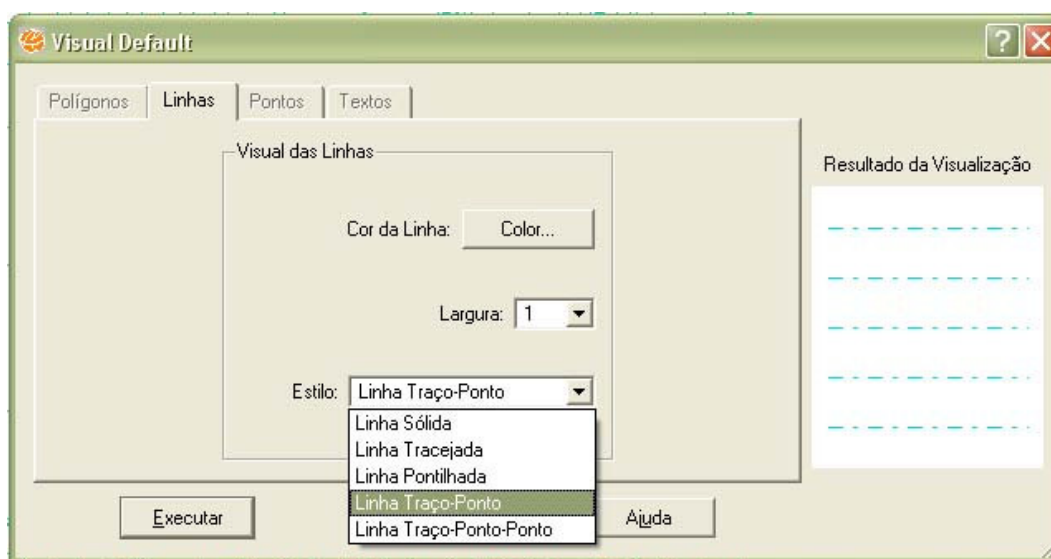 Visual Default
Polígonos Linhas Pontos Textos
Visual das Linhas
Resultado da Visualização
Cor da Linha: Color...
Largura: 1
Estilo: Linha Traço-Ponto
Linha Sólida
Linha Tracejada
Linha Pontilhada
Linha Traço-Ponto
Linha Traço-Ponto-Ponto
Executar Ajuda